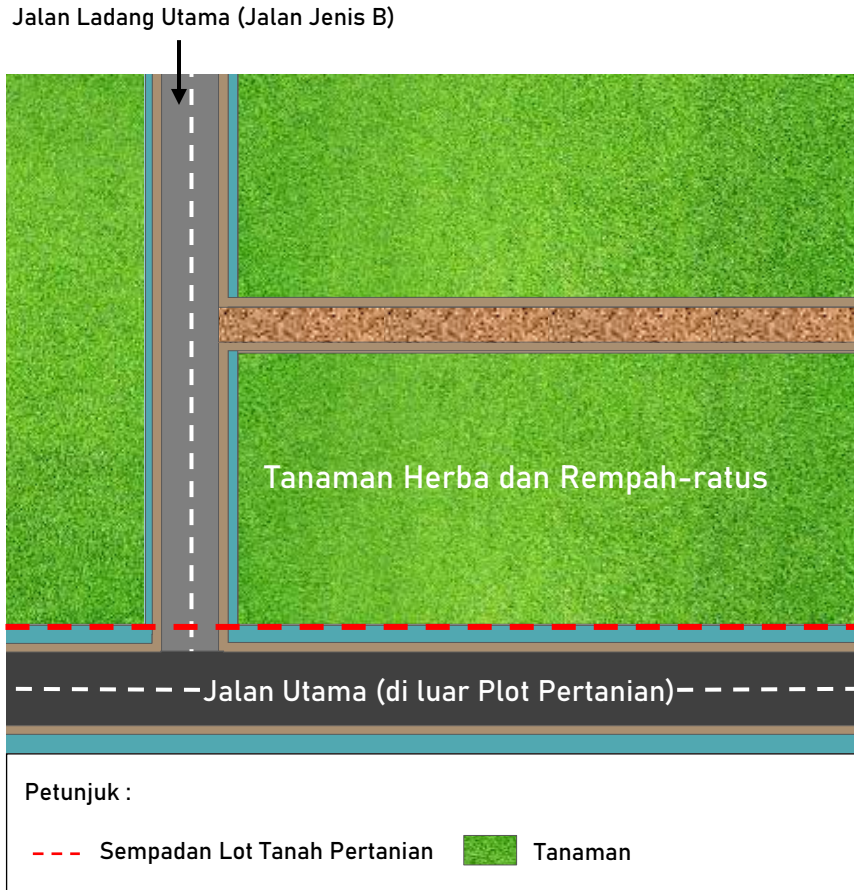 Jalan Ladang Utama (Jalan Jenis B)
Tanaman Herba dan Rempah-ratus
Jalan Utama (di luar Plot Pertanian)
Petunjuk :
Sempadan Lot Tanah Pertanian
Tanaman